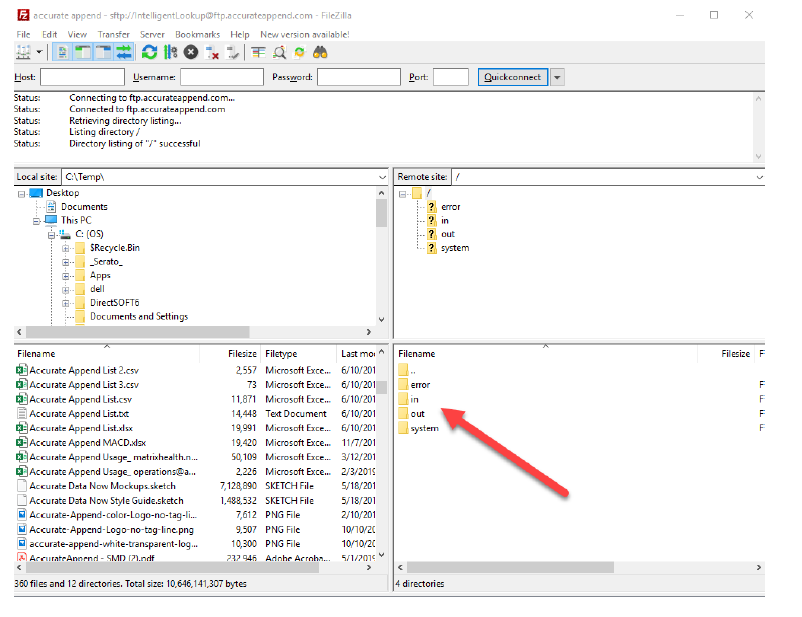 accurate append - sftp://IntelligentLookup@ftp.accurateappend.com - FileZilla
File Edit View Transfer Server Bookmarks Help New version available!
Host: Username: Password: Port: Quickconnect
Status: Connecting to ftp.accurateappend.com...
Status: Connected to ftp.accurateappend.com
Status: Retrieving directory listing...
Status: Listing directory /
Status: Directory listing of "/" successful
Local site: C:\Temp\
Desktop
Documents
This PC
C: (OS)
$Recycle.Bin
_Serato_
Apps
dell
DirectSOFT6
Documents and Settings
Remote site: /
/
error
in
out
system
Filename Filesize Filetype Last mo
Accurate Append List 2.csv 2,557 Microsoft Exce... 6/10/201
Accurate Append List 3.csv 73 Microsoft Exce... 6/10/201
Accurate Append List.csv 11,871 Microsoft Exce... 6/10/201
Accurate Append List.txt 14,448 Text Document 6/10/201
Accurate Append List.xlsx 19,991 Microsoft Exce... 6/10/201
Accurate Append MACD.xlsx 19,420 Microsoft Exce... 11/7/201
Accurate Append Usage_ matrixhealth.n... 50,109 Microsoft Exce... 3/12/201
Accurate Append Usage_ operations@a... 2,226 Microsoft Exce... 2/3/2019
Accurate Data Now Mockups.sketch 7,128,890 SKETCH File 5/18/201
Accurate Data Now Style Guide.sketch 1,488,532 SKETCH File 5/18/201
Accurate-Append-color-Logo-no-tag-li... 7,612 PNG File 2/10/201
Accurate-Append-Logo-no-tag-line.png 9,507 PNG File 10/10/20
accurate-append-white-transparent-log... 10,300 PNG File 10/10/20
AccurateAppend - SMD (2).pdf 232,946 Adobe Acroba... 5/1/2019
360 files and 12 directories. Total size: 10,646,141,307 bytes
Filename Filesize F
..
error F
in F
out F
system F
4 directories